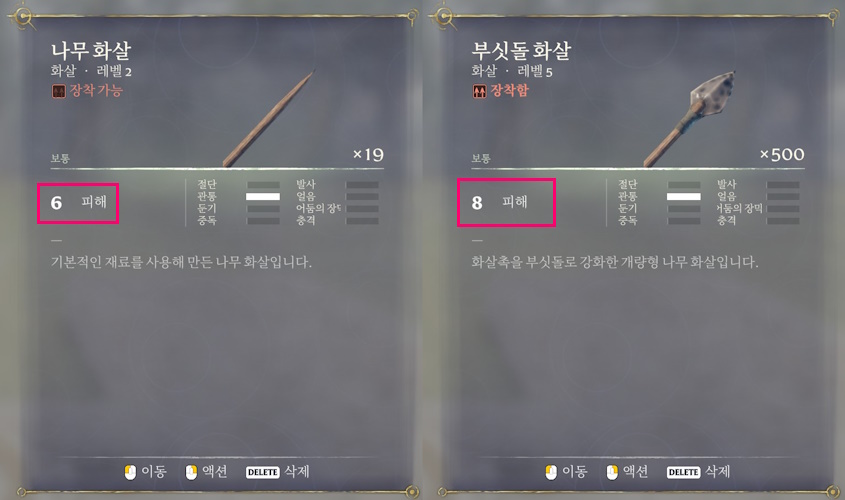 나무 화살
화살 · 레벨 2
장착 가능
보통
×19
6 피해
절단
관통
둔기
중독
발사
얼음
어둠의 장
충격
기본적인 재료를 사용해 만든 나무 화살입니다.
이동 액션 DELETE 삭제
부싯돌 화살
화살 · 레벨 5
장착함
보통
×500
8 피해
절단
관통
둔기
중독
발사
얼음
어둠의 장막
충격
화살촉을 부싯돌로 강화한 개량형 나무 화살입니다.
이동 액션 DELETE 삭제